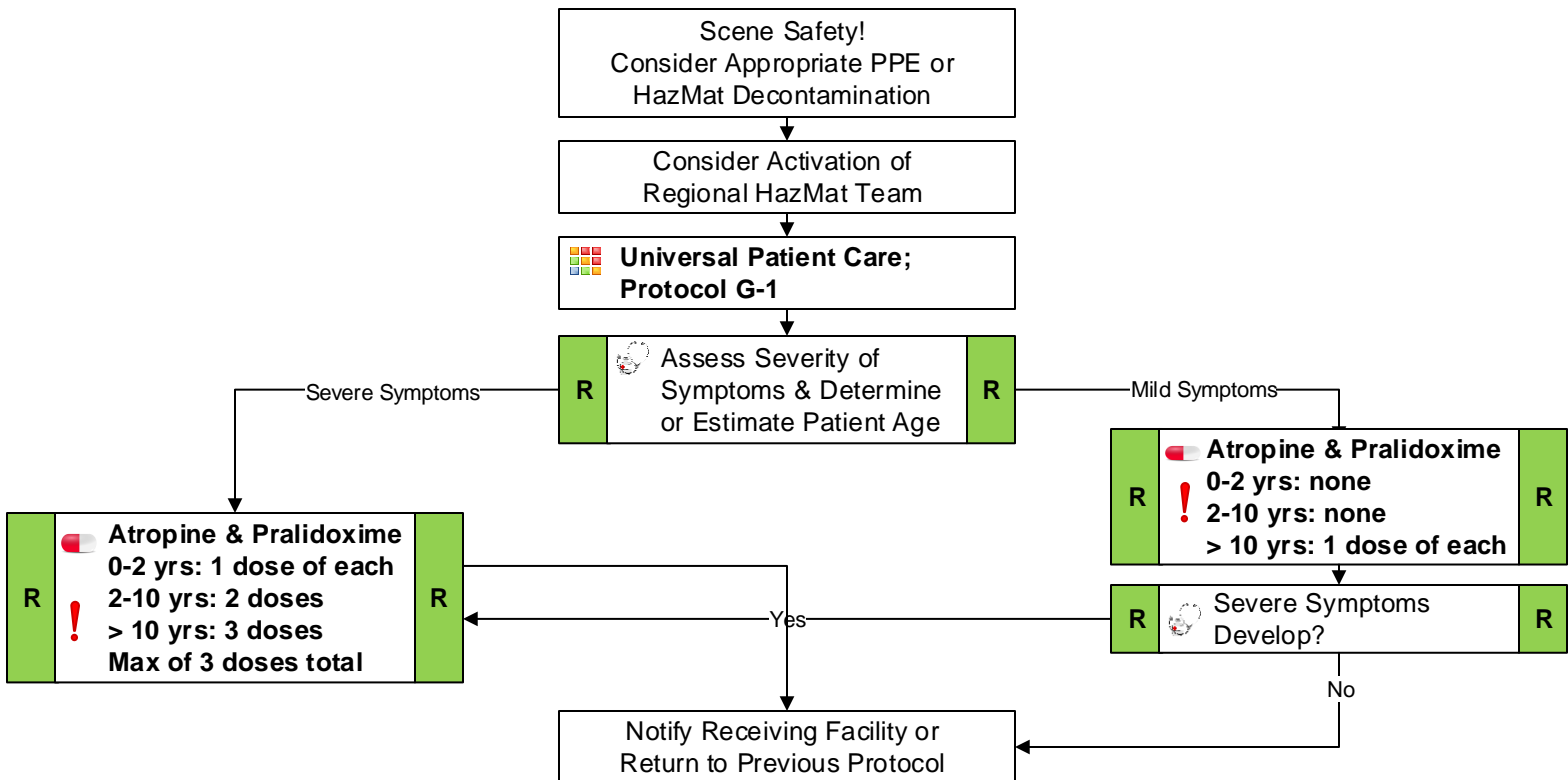 Scene Safety!
Consider Appropriate PPE or
HazMat Decontamination
Consider Activation of
Regional HazMat Team
Universal Patient Care;
Protocol G-1
R
Assess Severity of
Symptoms & Determine
or Estimate Patient Age
R
Severe Symptoms
Mild Symptoms
R
Atropine & Pralidoxime
0-2 yrs: none
2-10 yrs: none
> 10 yrs: 1 dose of each
R
R
Atropine & Pralidoxime
0-2 yrs: 1 dose of each
2-10 yrs: 2 doses
> 10 yrs: 3 doses
Max of 3 doses total
R
Yes
R
Severe Symptoms
Develop?
R
No
Notify Receiving Facility or
Return to Previous Protocol